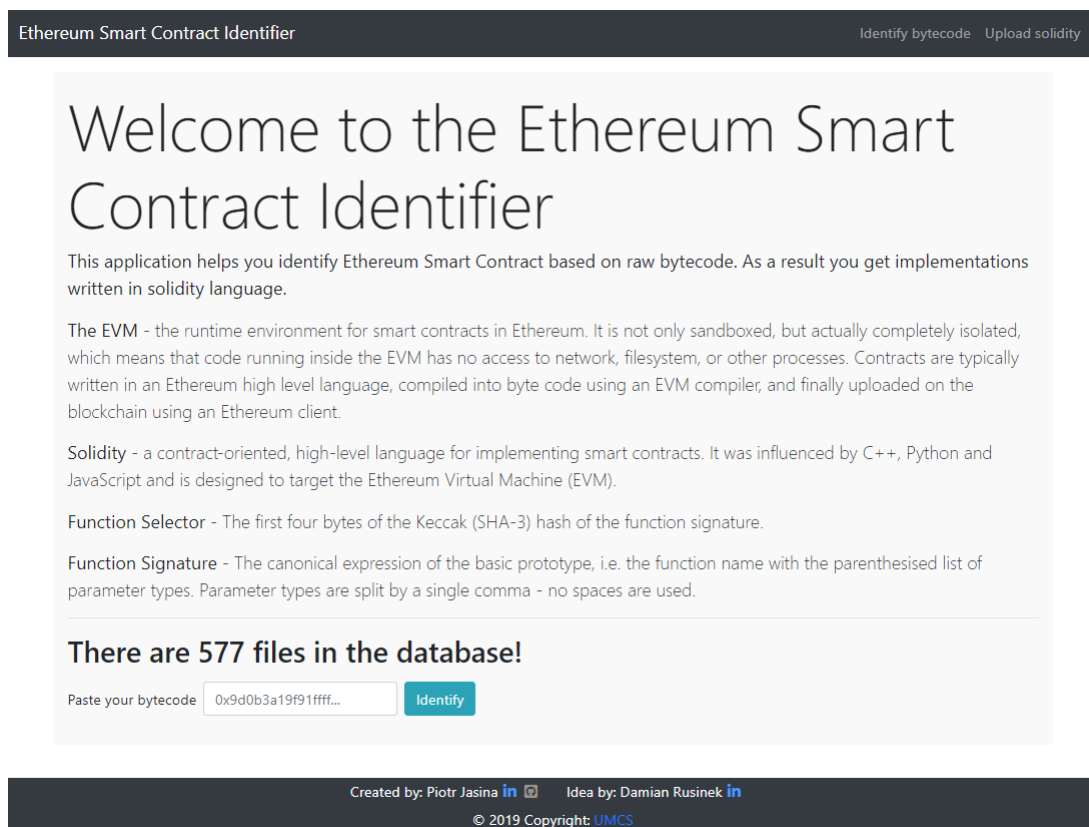 Ethereum Smart Contract Identifier
Identify bytecode Upload solidity
Welcome to the Ethereum Smart
Contract Identifier
This application helps you identify Ethereum Smart Contract based on raw bytecode. As a result you get implementations
written in solidity language.
The EVM - the runtime environment for smart contracts in Ethereum. It is not only sandboxed, but actually completely isolated,
which means that code running inside the EVM has no access to network, filesystem, or other processes. Contracts are typically
written in an Ethereum high level language, compiled into byte code using an EVM compiler, and finally uploaded on the
blockchain using an Ethereum client.
Solidity - a contract-oriented, high-level language for implementing smart contracts. It was influenced by C++, Python and
JavaScript and is designed to target the Ethereum Virtual Machine (EVM).
Function Selector - The first four bytes of the Keccak (SHA-3) hash of the function signature.
Function Signature - The canonical expression of the basic prototype, i.e. the function name with the parenthesised list of
parameter types. Parameter types are split by a single comma - no spaces are used.
There are 577 files in the database!
Paste your bytecode 0x9d0b3a19f91ffff... Identify
Created by: Piotr Jasina in Idea by: Damian Rusinek in
© 2019 Copyright: UMCS